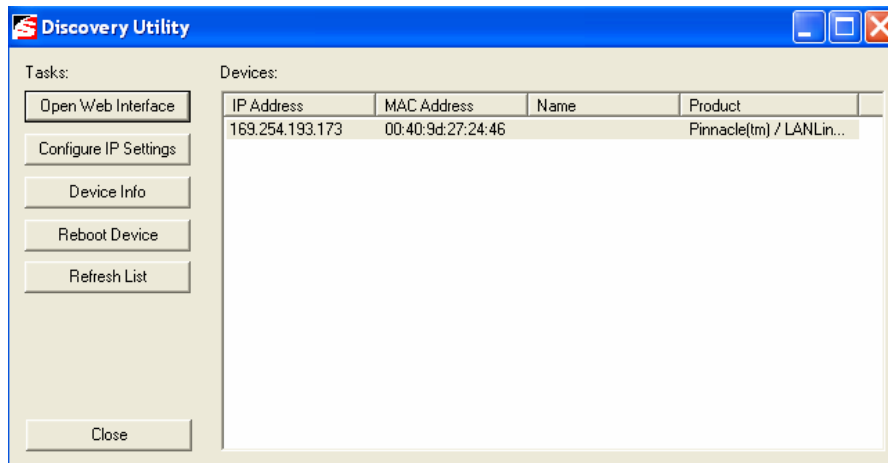 Discovery Utility
Tasks:
Devices:
Open Web Interface
Configure IP Settings
Device Info
Reboot Device
Refresh List
Close
IP Address MAC Address Name Product
169.254.193.173 00:40:9d:27:24:46 Pinnacle(tm) / LANLin...